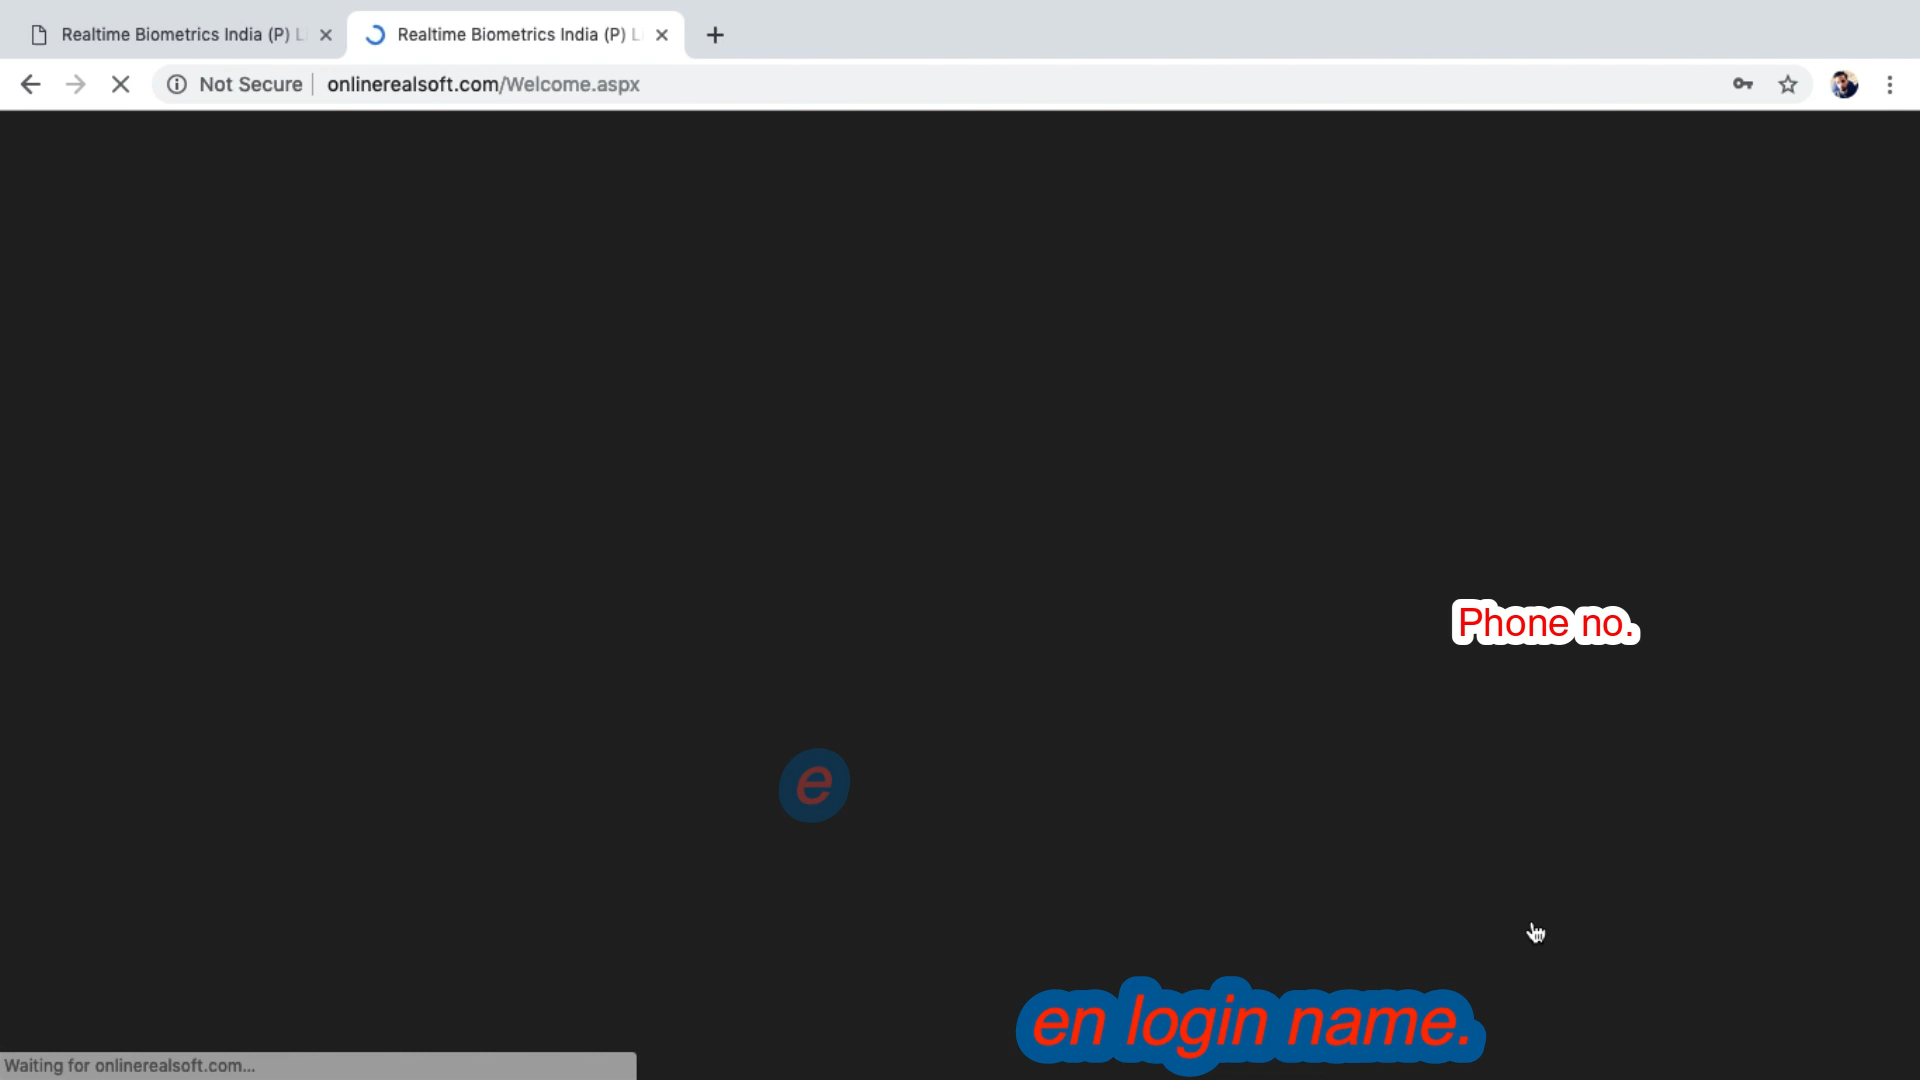 Realtime Biometrics India (P) L
Realtime Biometrics India (P) L
Not Secure
onlinerealsoft.com/Welcome.aspx
Phone no.
e
en login name.
Waiting for onlinerealsoft.com...